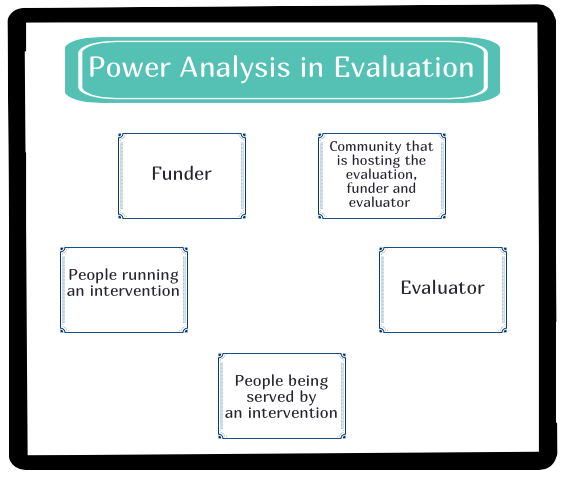 Power Analysis in Evaluation
Funder
Community that
is hosting the
evaluation,
funder and
evaluator
People running
an intervention
Evaluator
People being
served by
an intervention